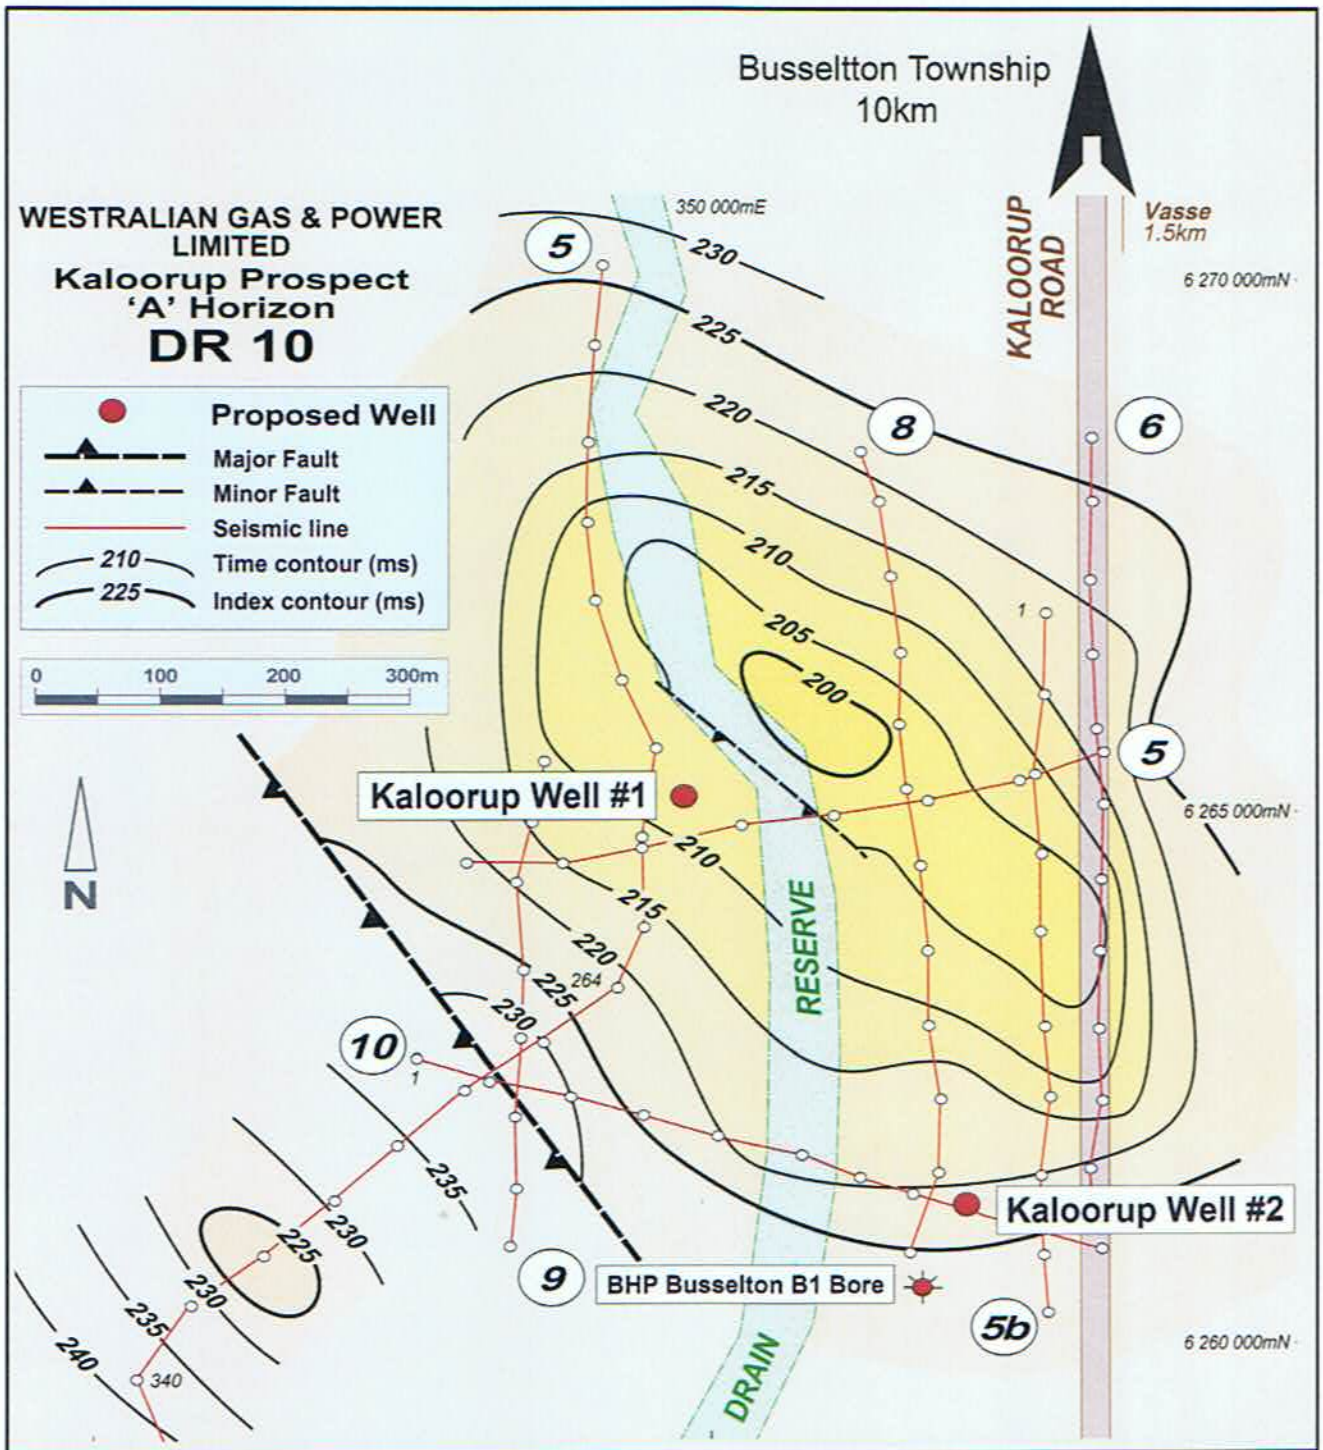 Busseltton Township
10km
350 000mE
KALOORUP
ROAD
Vasse
1.5km
WESTRALIAN GAS & POWER
LIMITED
Kaloorup Prospect
'A' Horizon
DR 10
5
230
6 270 000mN
225
Proposed Well
Major Fault
Minor Fault
Seismic line
210 Time contour (ms)
225 Index contour (ms)
220
8
6
215
210
1
205
0 100 200 300m
200
5
Kaloorup Well #1
6 265 000mN
N
210
215
RESERVE
220
264
225
230
10
1
235
Kaloorup Well #2
230
225
9
BHP Busselton B1 Bore
230
5b
235
6 260 000mN
240
340
DRAIN
1